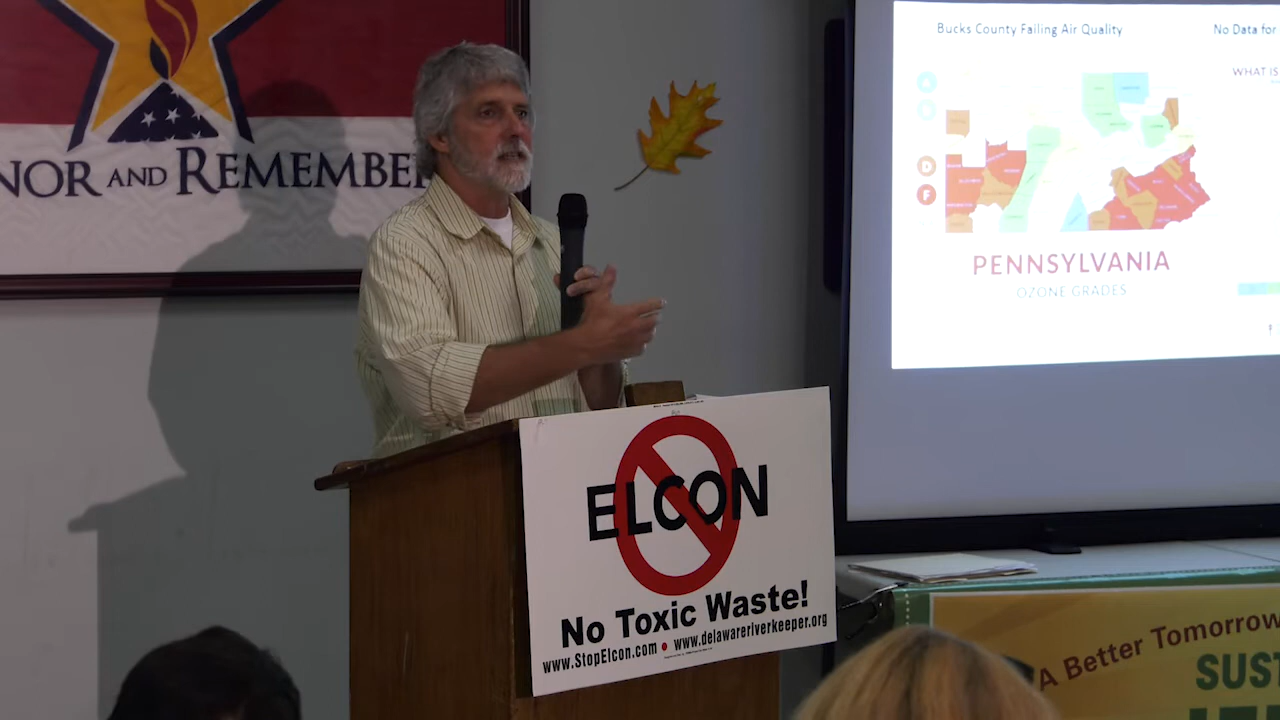 NOR AND REMEMBER
Bucks County Failing Air Quality
No Data for
WHAT IS
D
F
PENNSYLVANIA
OZONE GRADES
ELCON
No Toxic Waste!
www.StopElcon.com • www.delawareriverkeeper.org
A Better Tomorrow
SUST